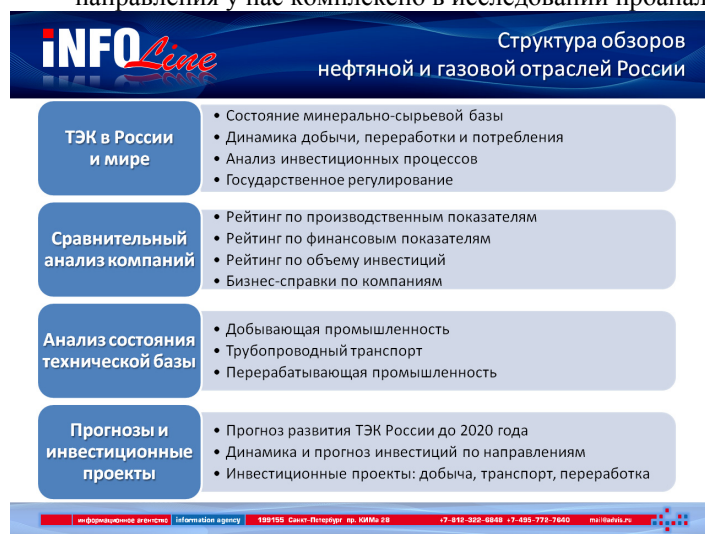 направления у нас комплексно в исследовании проанал
iNFOLine
Структура обзоров
нефтяной и газовой отраслей России
ТЭК в России
и мире
• Состояние минерально-сырьевой базы
• Динамика добычи, переработки и потребления
• Анализ инвестиционных процессов
• Государственное регулирование
Сравнительный
анализ компаний
• Рейтинг по производственным показателям
• Рейтинг по финансовым показателям
• Рейтинг по объему инвестиций
• Бизнес-справки по компаниям
Анализ состояния
технической базы
• Добывающая промышленность
• Трубопроводный транспорт
• Перерабатывающая промышленность
Прогнозы и
инвестиционные
проекты
• Прогноз развития ТЭК России до 2020 года
• Динамика и прогноз инвестиций по направлениям
• Инвестиционные проекты: добыча, транспорт, переработка
информационное агентство information agency 199155 Санкт-Петербург пр. КИМа 28 +7-812-322-6848 +7-495-772-7640 mail@advis.ru